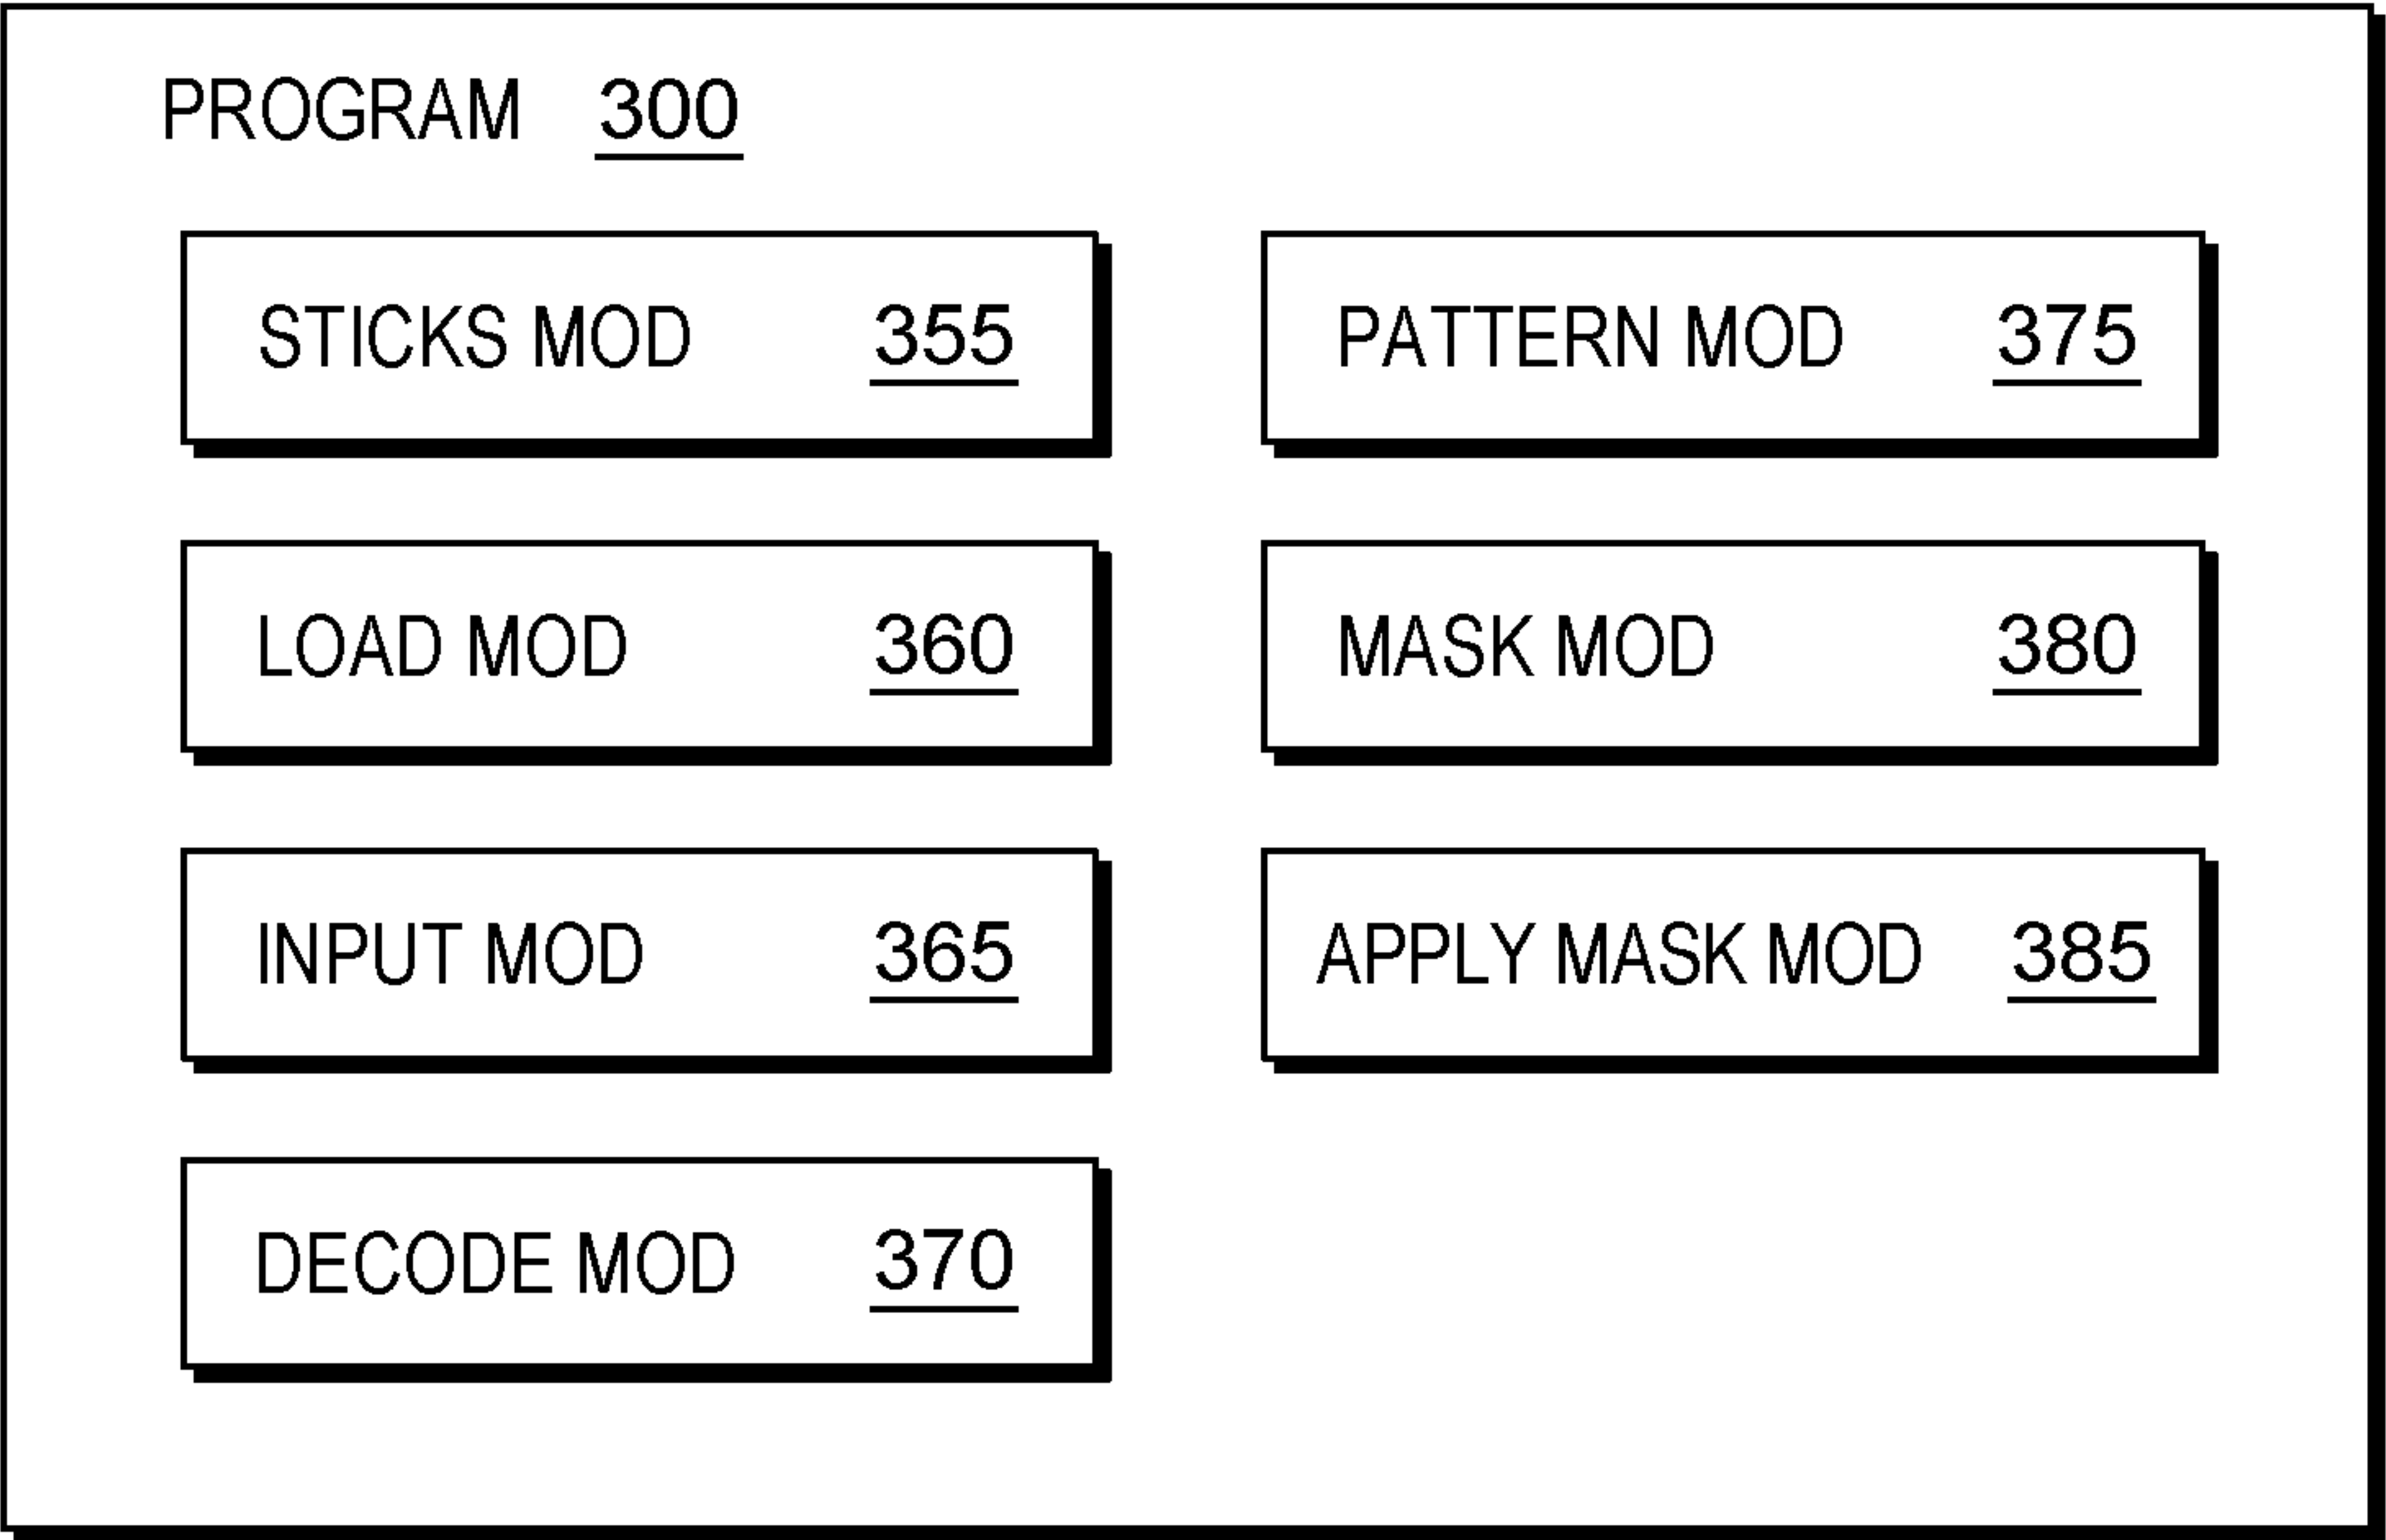 PROGRAM 300
STICKS MOD 355
LOAD MOD 360
INPUT MOD 365
DECODE MOD 370
PATTERN MOD 375
MASK MOD 380
APPLY MASK MOD 385